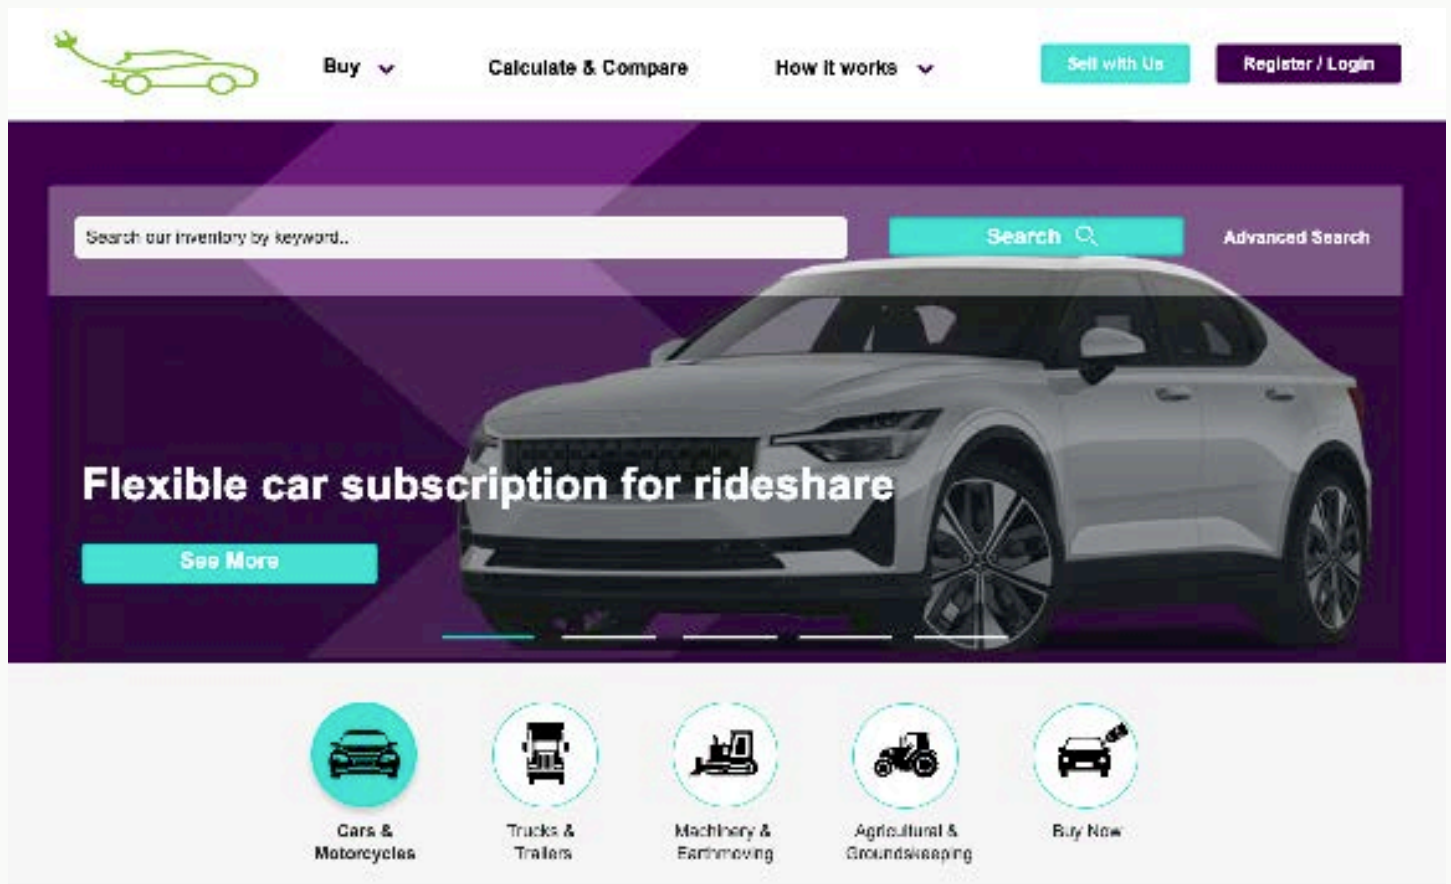 Buy
Calculate & Compare
How it works
Sell with Us
Register / Login
Search our inventory by keyword..
Search
Advanced Search
Flexible car subscription for rideshare
See More
Cars &
Motorcycles
Trucks &
Trailers
Machinery &
Earthmoving
Agricultural &
Groundskeeping
Buy Now